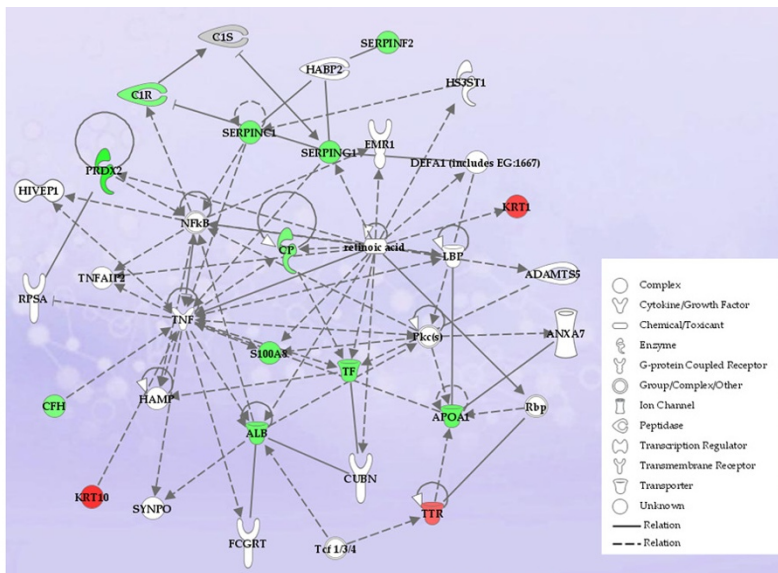 C1S
SERPINF2
HABP2
HS3ST1
C1R
SERPINC1
SERPING1
EMR1
DEFA1 (includes EG:1667)
PRDX2
HIVEP1
KRT1
NFkB
CP
retinoic acid
LBP
TNFAIP2
ADAMTS5
RPSA
TNF
Pkc(s)
ANXA7
S100A8
TF
CFH
HAMP
APOA1
Rbp
ALB
CUBN
KRT10
SYNPO
TTR
FCGRT
Tcf 1/3/4
Complex
Cytokine/Growth Factor
Chemical/Toxicant
Enzyme
G-protein Coupled Receptor
Group/Complex/Other
Ion Channel
Peptidase
Transcription Regulator
Transmembrane Receptor
Transporter
Unknown
Relation
Relation